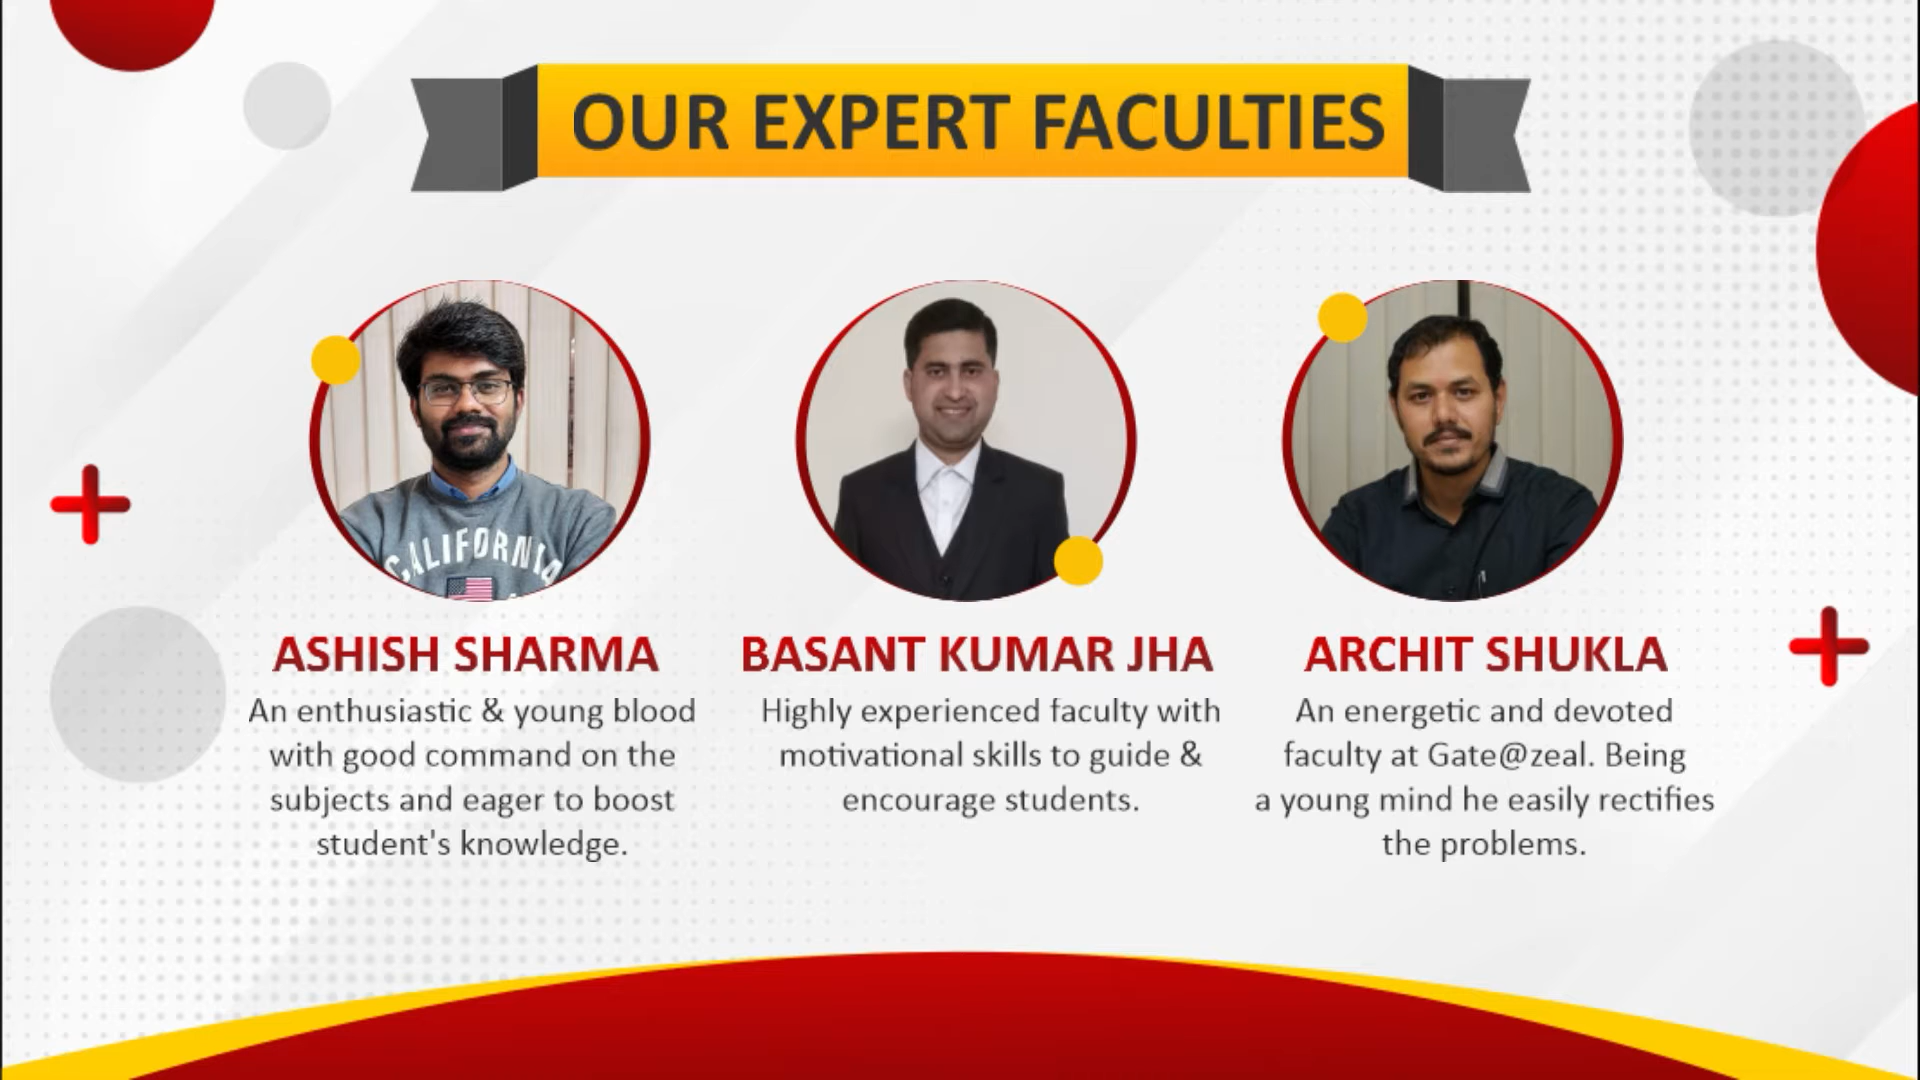 OUR EXPERT FACULTIES
CALIFORNIA
ASHISH SHARMA
An enthusiastic & young blood
with good command on the
subjects and eager to boost
student's knowledge.
BASANT KUMAR JHA
Highly experienced faculty with
motivational skills to guide &
encourage students.
ARCHIT SHUKLA
An energetic and devoted
faculty at Gate@zeal. Being
a young mind he easily rectifies
the problems.